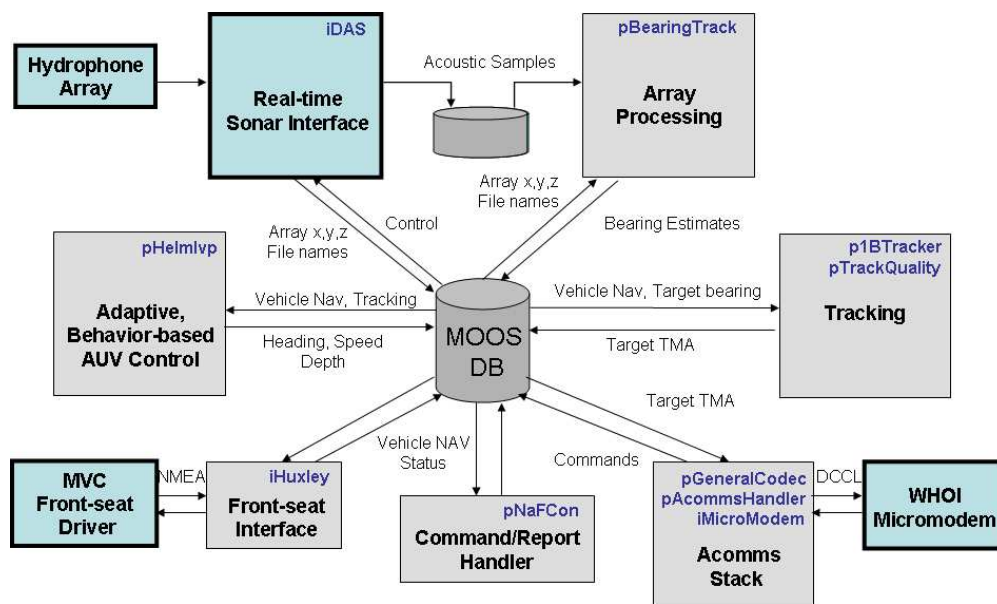 iDAS
pBearingTrack
Hydrophone
Array
Acoustic Samples
Real-time
Sonar Interface
Array
Processing
Array x,y,z
File names
Control
Array x,y,z
File names
Bearing Estimates
pHelmIvp
Adaptive,
Behavior-based
AUV Control
Vehicle Nav, Tracking
Heading, Speed
Depth
MOOS
DB
Vehicle Nav, Target bearing
Target TMA
p1BTracker
pTrackQuality
Tracking
Target TMA
Vehicle NAV
Status
Commands
MVC
Front-seat
Driver
NMEA
iHuxley
Front-seat
Interface
pNaFCon
Command/Report
Handler
pGeneralCodec
pAcommsHandler
iMicroModem
Acomms
Stack
DCCL
WHOI
Micromodem